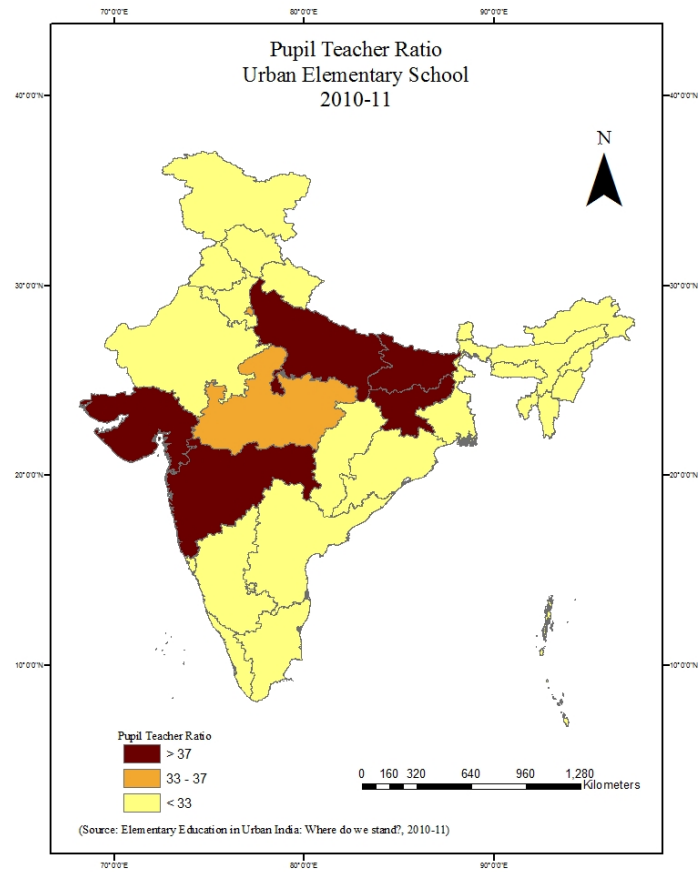 70°0'0"E 80°0'0"E 90°0'0"E
Pupil Teacher Ratio
Urban Elementary School
2010-11
40°0'0"N 40°0'0"N
N
30°0'0"N 30°0'0"N
20°0'0"N 20°0'0"N
10°0'0"N 10°0'0"N
Pupil Teacher Ratio
> 37
33 - 37
< 33
0 160 320 640 960 1,280
Kilometers
(Source: Elementary Education in Urban India: Where do we stand?, 2010-11)
70°0'0"E 80°0'0"E 90°0'0"E